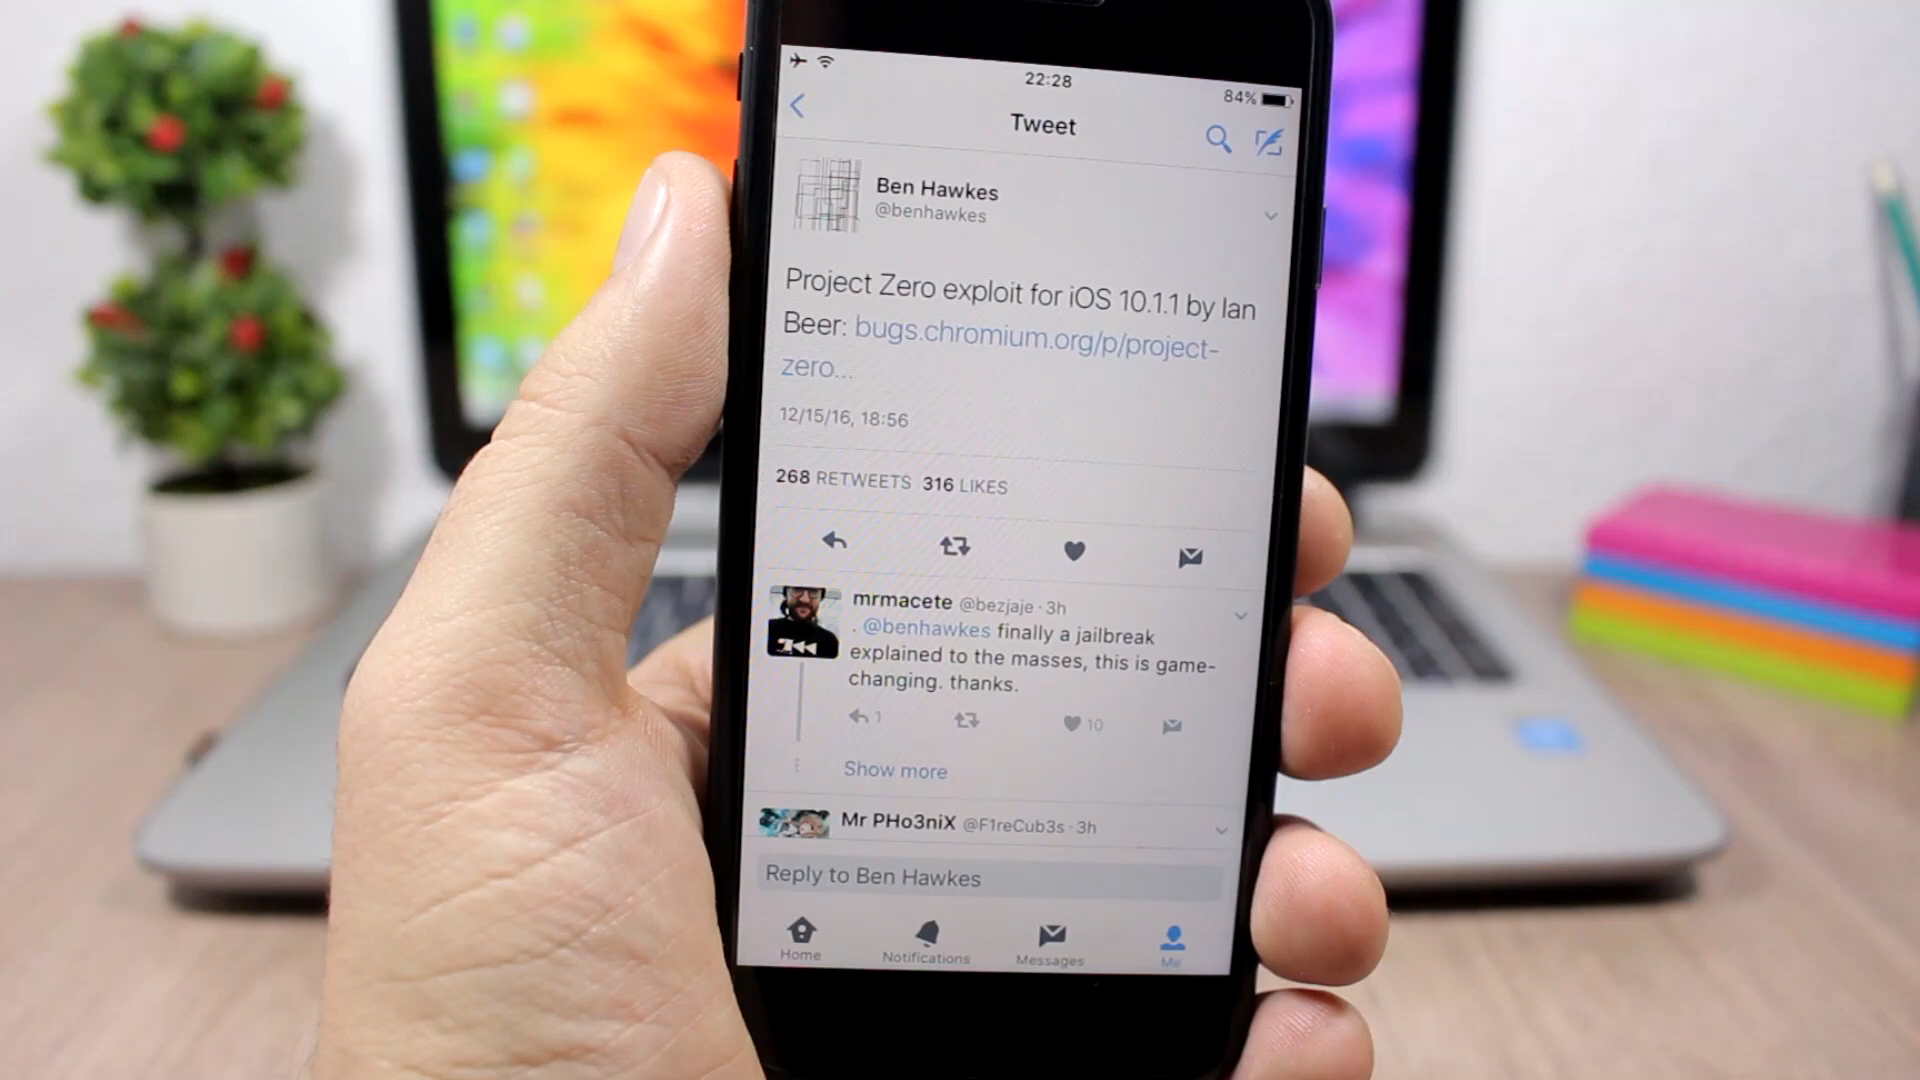 22:28
84%
Tweet
Ben Hawkes
@benhawkes
Project Zero exploit for iOS 10.1.1 by Ian
Beer: bugs.chromium.org/p/project-
zero...
12/15/16, 18:56
268 RETWEETS 316 LIKES
mrmacete @bezjaje · 3h
. @benhawkes finally a jailbreak
explained to the masses, this is game-
changing. thanks.
1
10
Show more
Mr PHo3niX @F1reCub3s · 3h
Reply to Ben Hawkes
Home
Notifications
Messages
Me